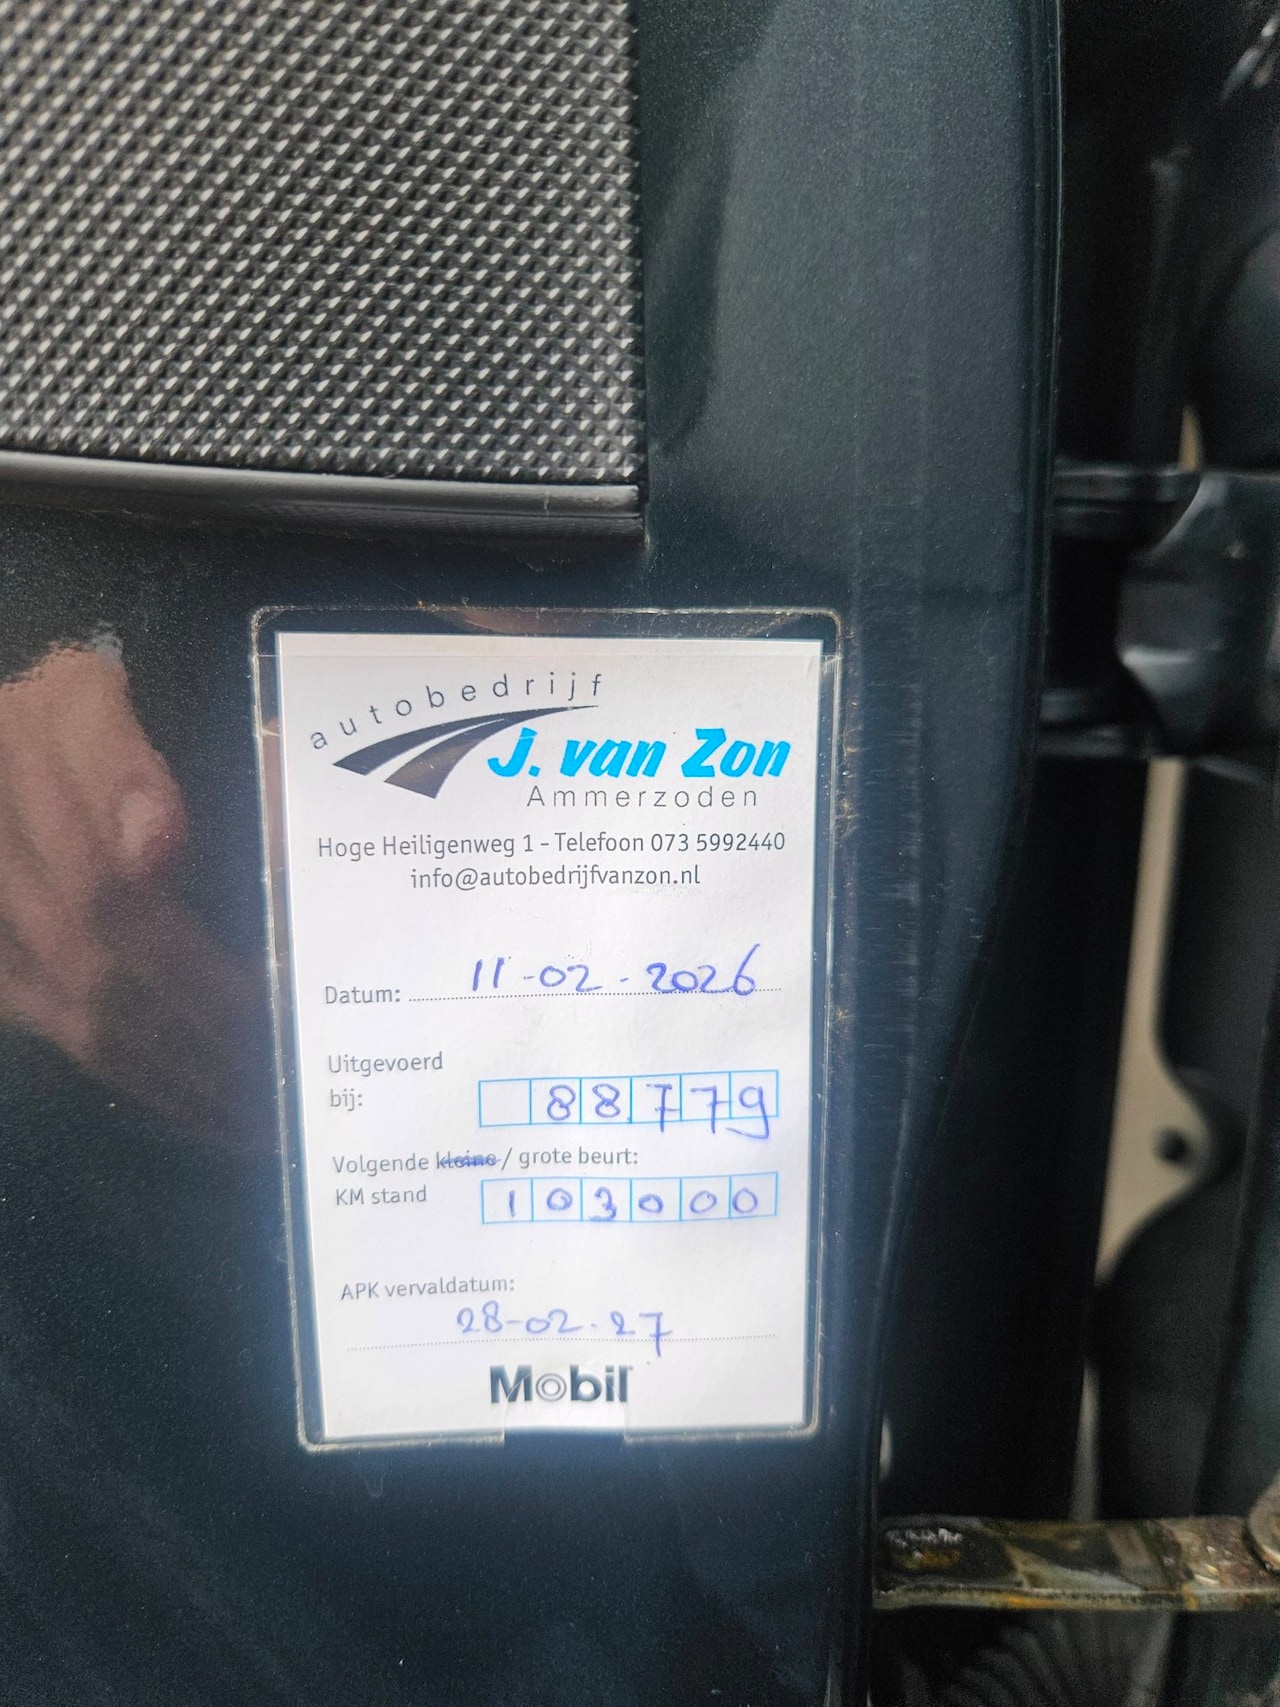 autobedrijf
J. van Zon
Ammerzoden
Hoge Heiligenweg 1 - Telefoon 073 5992440
info@autobedrijfvanzon.nl
Datum: 11-02-2026
Uitgevoerd
bij: 88779
Volgende kleine / grote beurt:
KM stand 103000
APK vervaldatum:
28-02-27
Mobil